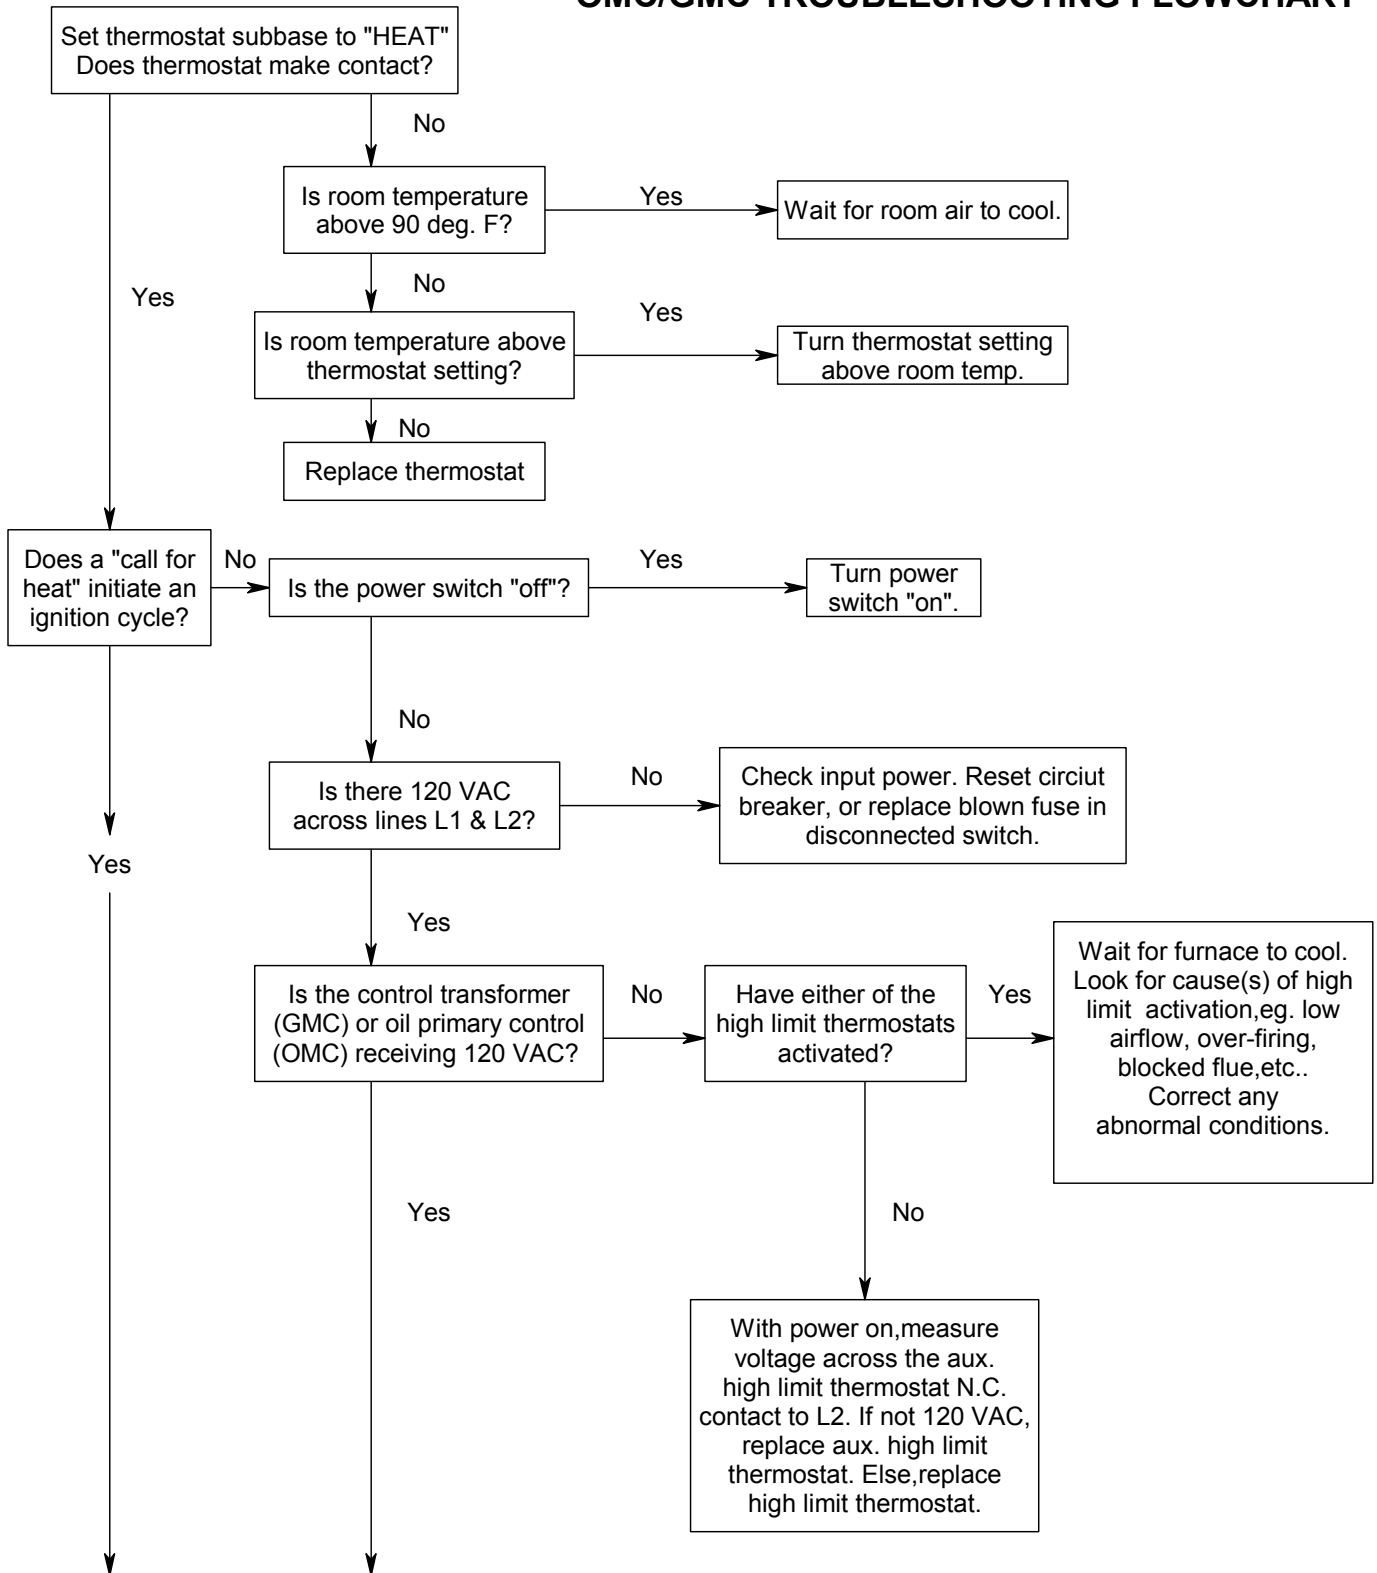 OMC/GMC TROUBLESHOOTING FLOWCHART
Set thermostat subbase to "HEAT"
Does thermostat make contact?
No
Is room temperature
above 90 deg. F?
Yes
Wait for room air to cool.
Yes
No
Is room temperature above
thermostat setting?
Yes
Turn thermostat setting
above room temp.
No
Replace thermostat
Does a "call for
heat" initiate an
ignition cycle?
No
Is the power switch "off"?
Yes
Turn power
switch "on".
No
Is there 120 VAC
across lines L1 & L2?
No
Check input power. Reset circiut
breaker, or replace blown fuse in
disconnected switch.
Yes
Yes
Is the control transformer
(GMC) or oil primary control
(OMC) receiving 120 VAC?
No
Have either of the
high limit thermostats
activated?
Yes
Wait for furnace to cool.
Look for cause(s) of high
limit activation,eg. low
airflow, over-firing,
blocked flue,etc..
Correct any
abnormal conditions.
Yes
No
With power on,measure
voltage across the aux.
high limit thermostat N.C.
contact to L2. If not 120 VAC,
replace aux. high limit
thermostat. Else,replace
high limit thermostat.